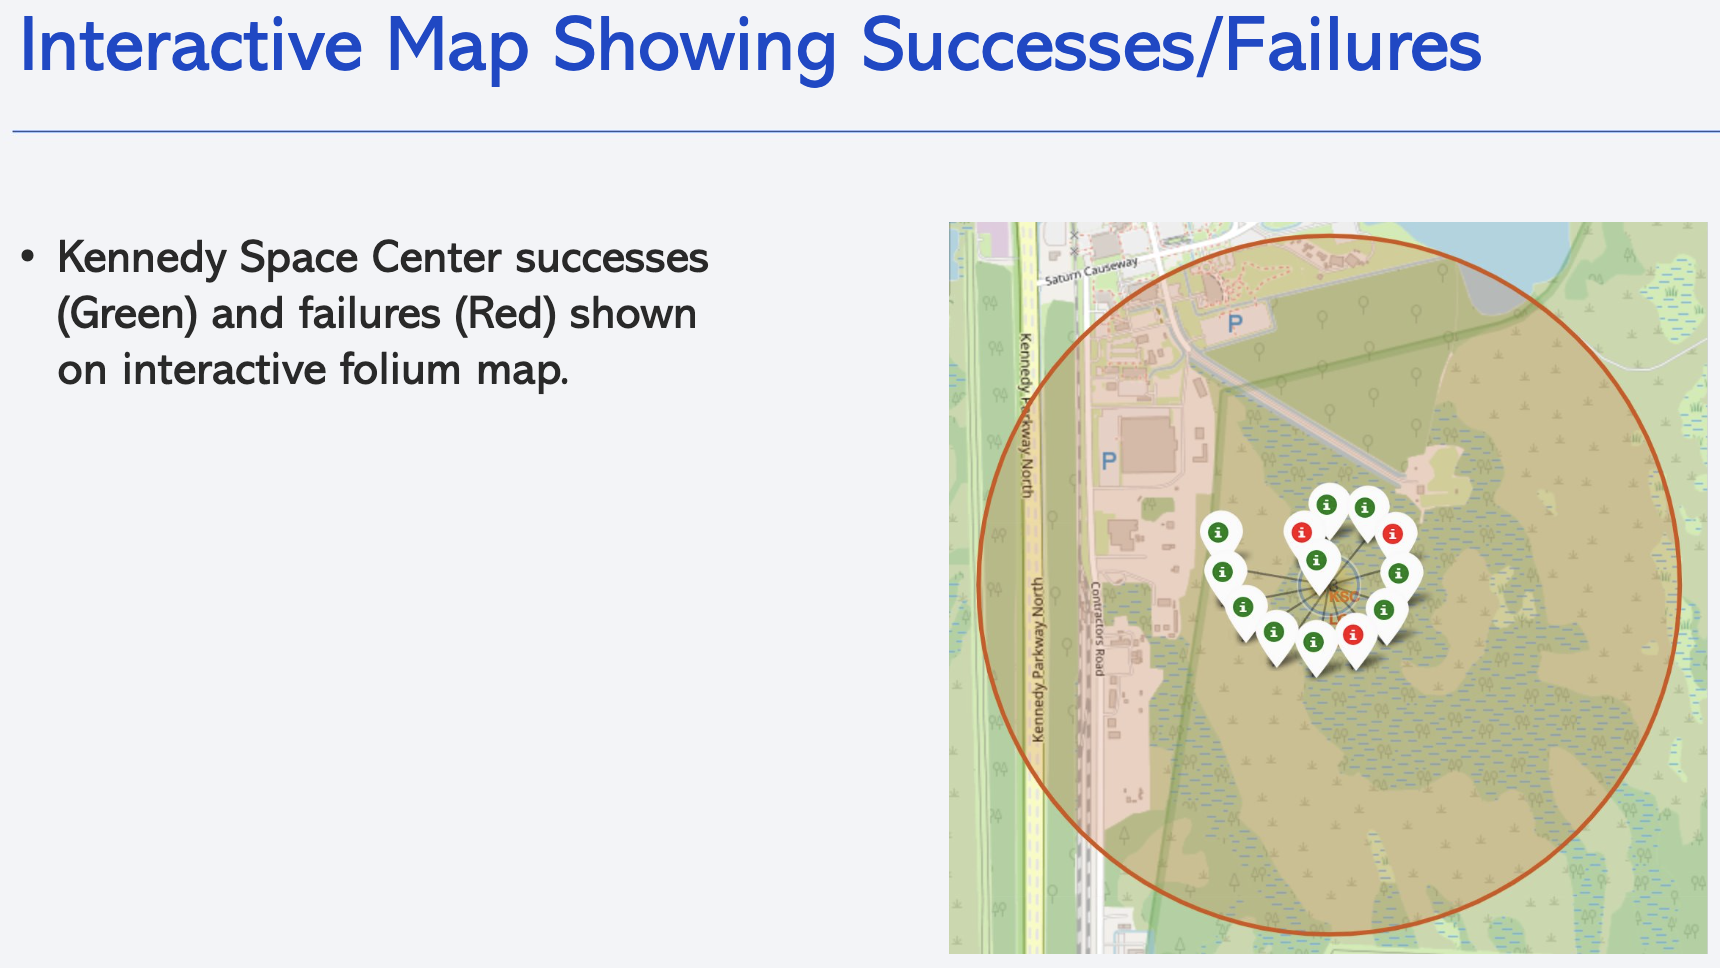 Interactive Map Showing Successes/Failures
• Kennedy Space Center successes
(Green) and failures (Red) shown
on interactive folium map.
Saturn Causeway
P
Kennedy Parkway North
P
i
i
i
i
i
i
i
i
i
i
i
i
i
KSC
Kennedy Parkway North
Contractors Road